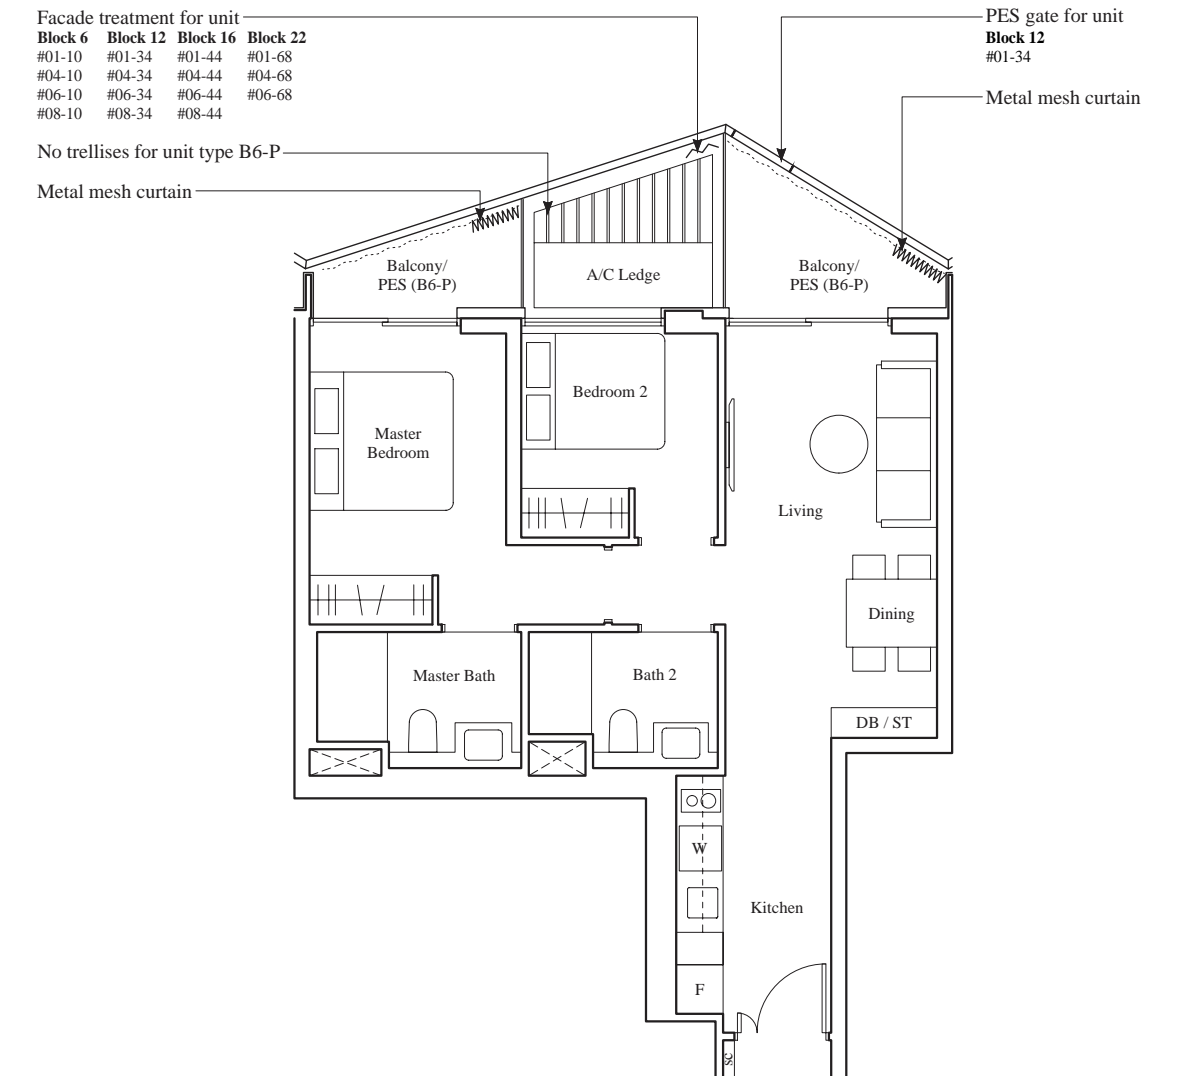 Facade treatment for unit
Block 6 Block 12 Block 16 Block 22
#01-10 #01-34 #01-44 #01-68
#04-10 #04-34 #04-44 #04-68
#06-10 #06-34 #06-44 #06-68
#08-10 #08-34 #08-44
PES gate for unit
Block 12
#01-34
Metal mesh curtain
No trellises for unit type B6-P
Metal mesh curtain
Balcony/
PES (B6-P)
A/C Ledge
Balcony/
PES (B6-P)
Master
Bedroom
Bedroom 2
Living
Dining
Master Bath
Bath 2
DB / ST
W
Kitchen
F
SC